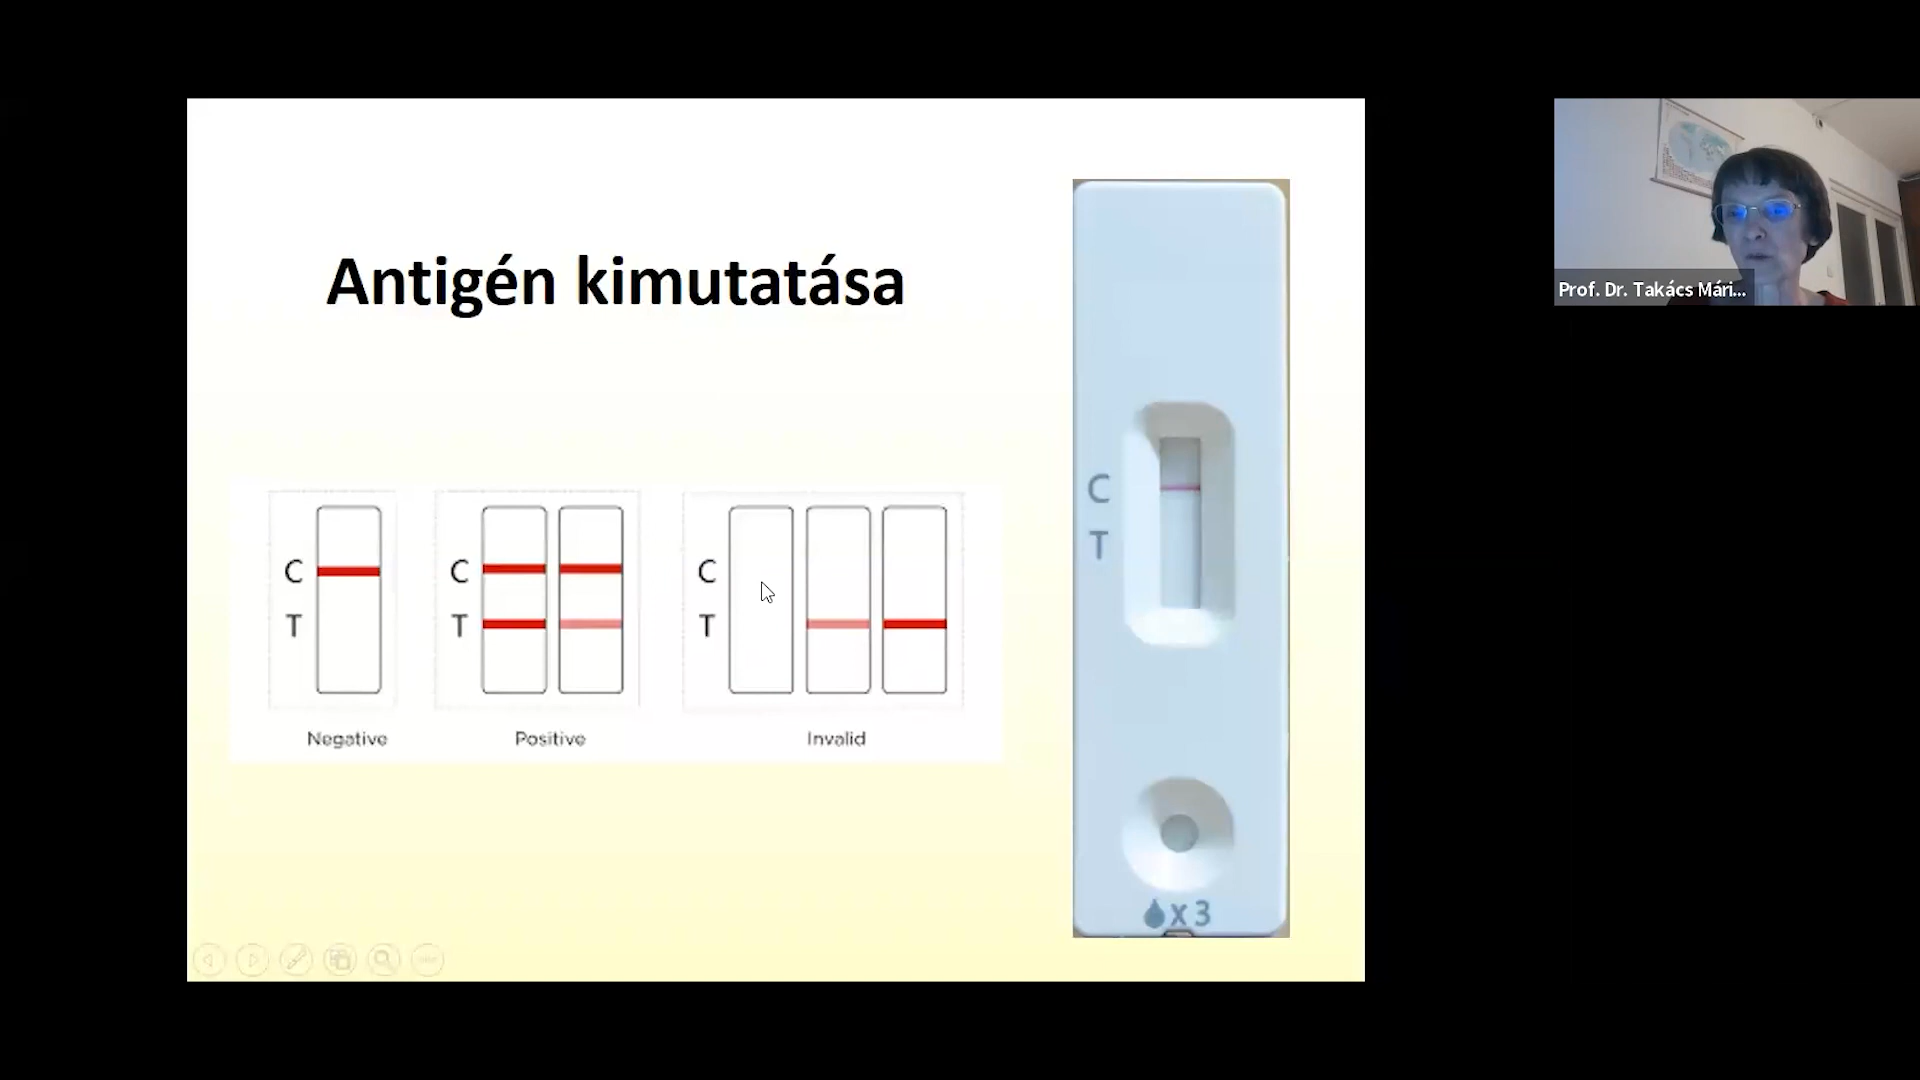 Antigén kimutatása
C
T
Negative
C
T
Positive
C
T
Invalid
C
T
x 3
Prof. Dr. Takács Mári...